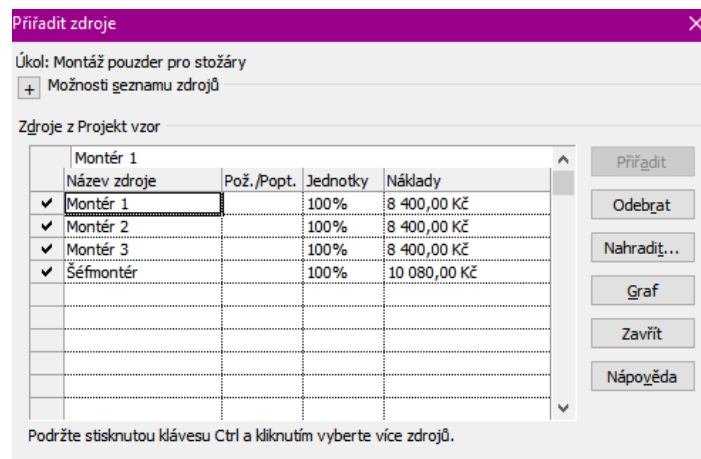 Přiřadit zdroje
Úkol: Montáž pouzder pro stožáry
+ Možnosti seznamu zdrojů
Zdroje z Projekt vzor
Montér 1
Název zdroje Pož./Popt. Jednotky Náklady
Montér 1 100% 8 400,00 Kč
Montér 2 100% 8 400,00 Kč
Montér 3 100% 8 400,00 Kč
Šéfmontér 100% 10 080,00 Kč
Přiřadit
Odebrat
Nahradit...
Graf
Zavřít
Nápověda
Podržte stisknutou klávesu Ctrl a kliknutím vyberte více zdrojů.